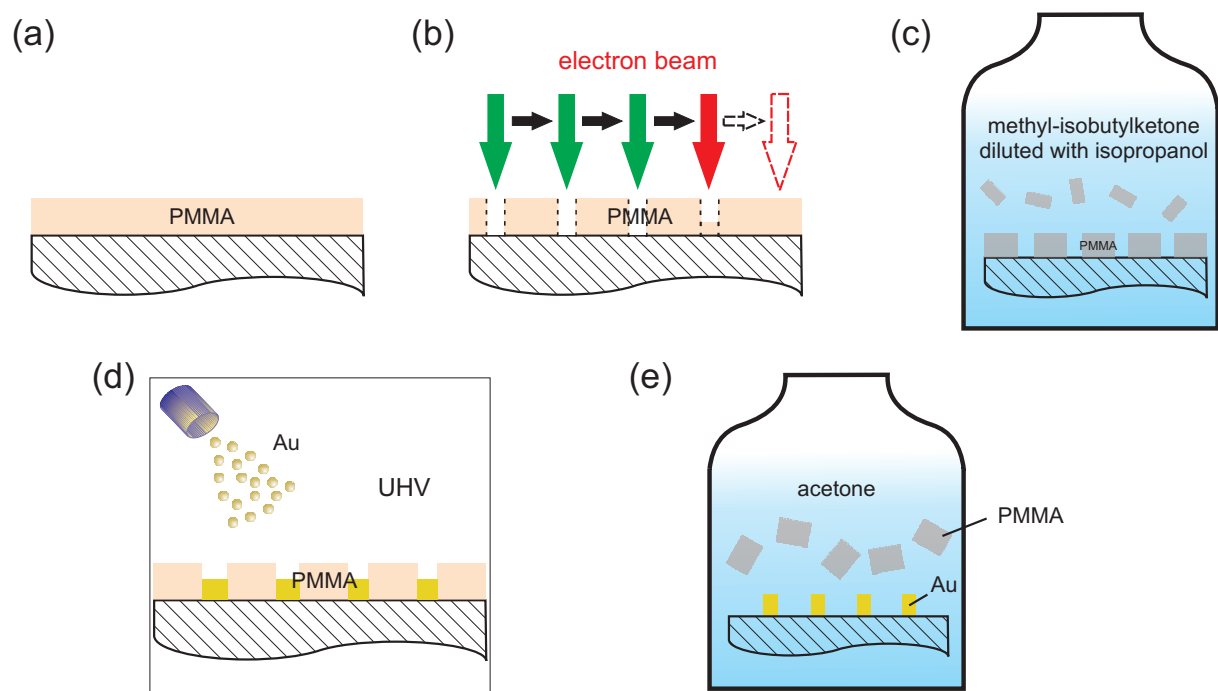 (a)
PMMA
(b)
electron beam
PMMA
(c)
methyl-isobutylketone
diluted with isopropanol
PMMA
(d)
Au
UHV
PMMA
(e)
acetone
PMMA
Au